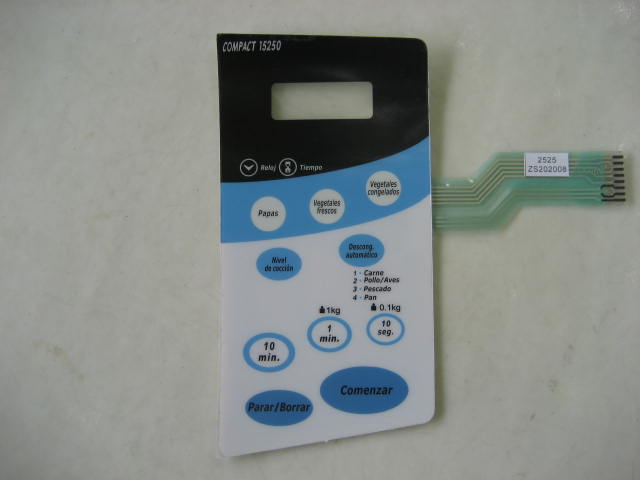 COMPACT 15250
2525
ZS202008
Reloj Tiempo
Papas
Vegetales
frescos
Vegetales
congelados
Nivel
de cocción
Descong.
automático
1 - Carne
2 - Pollo/Aves
3 - Pescado
4 - Pan
1kg
0.1kg
10
min.
1
min.
10
seg.
Parar/Borrar
Comenzar